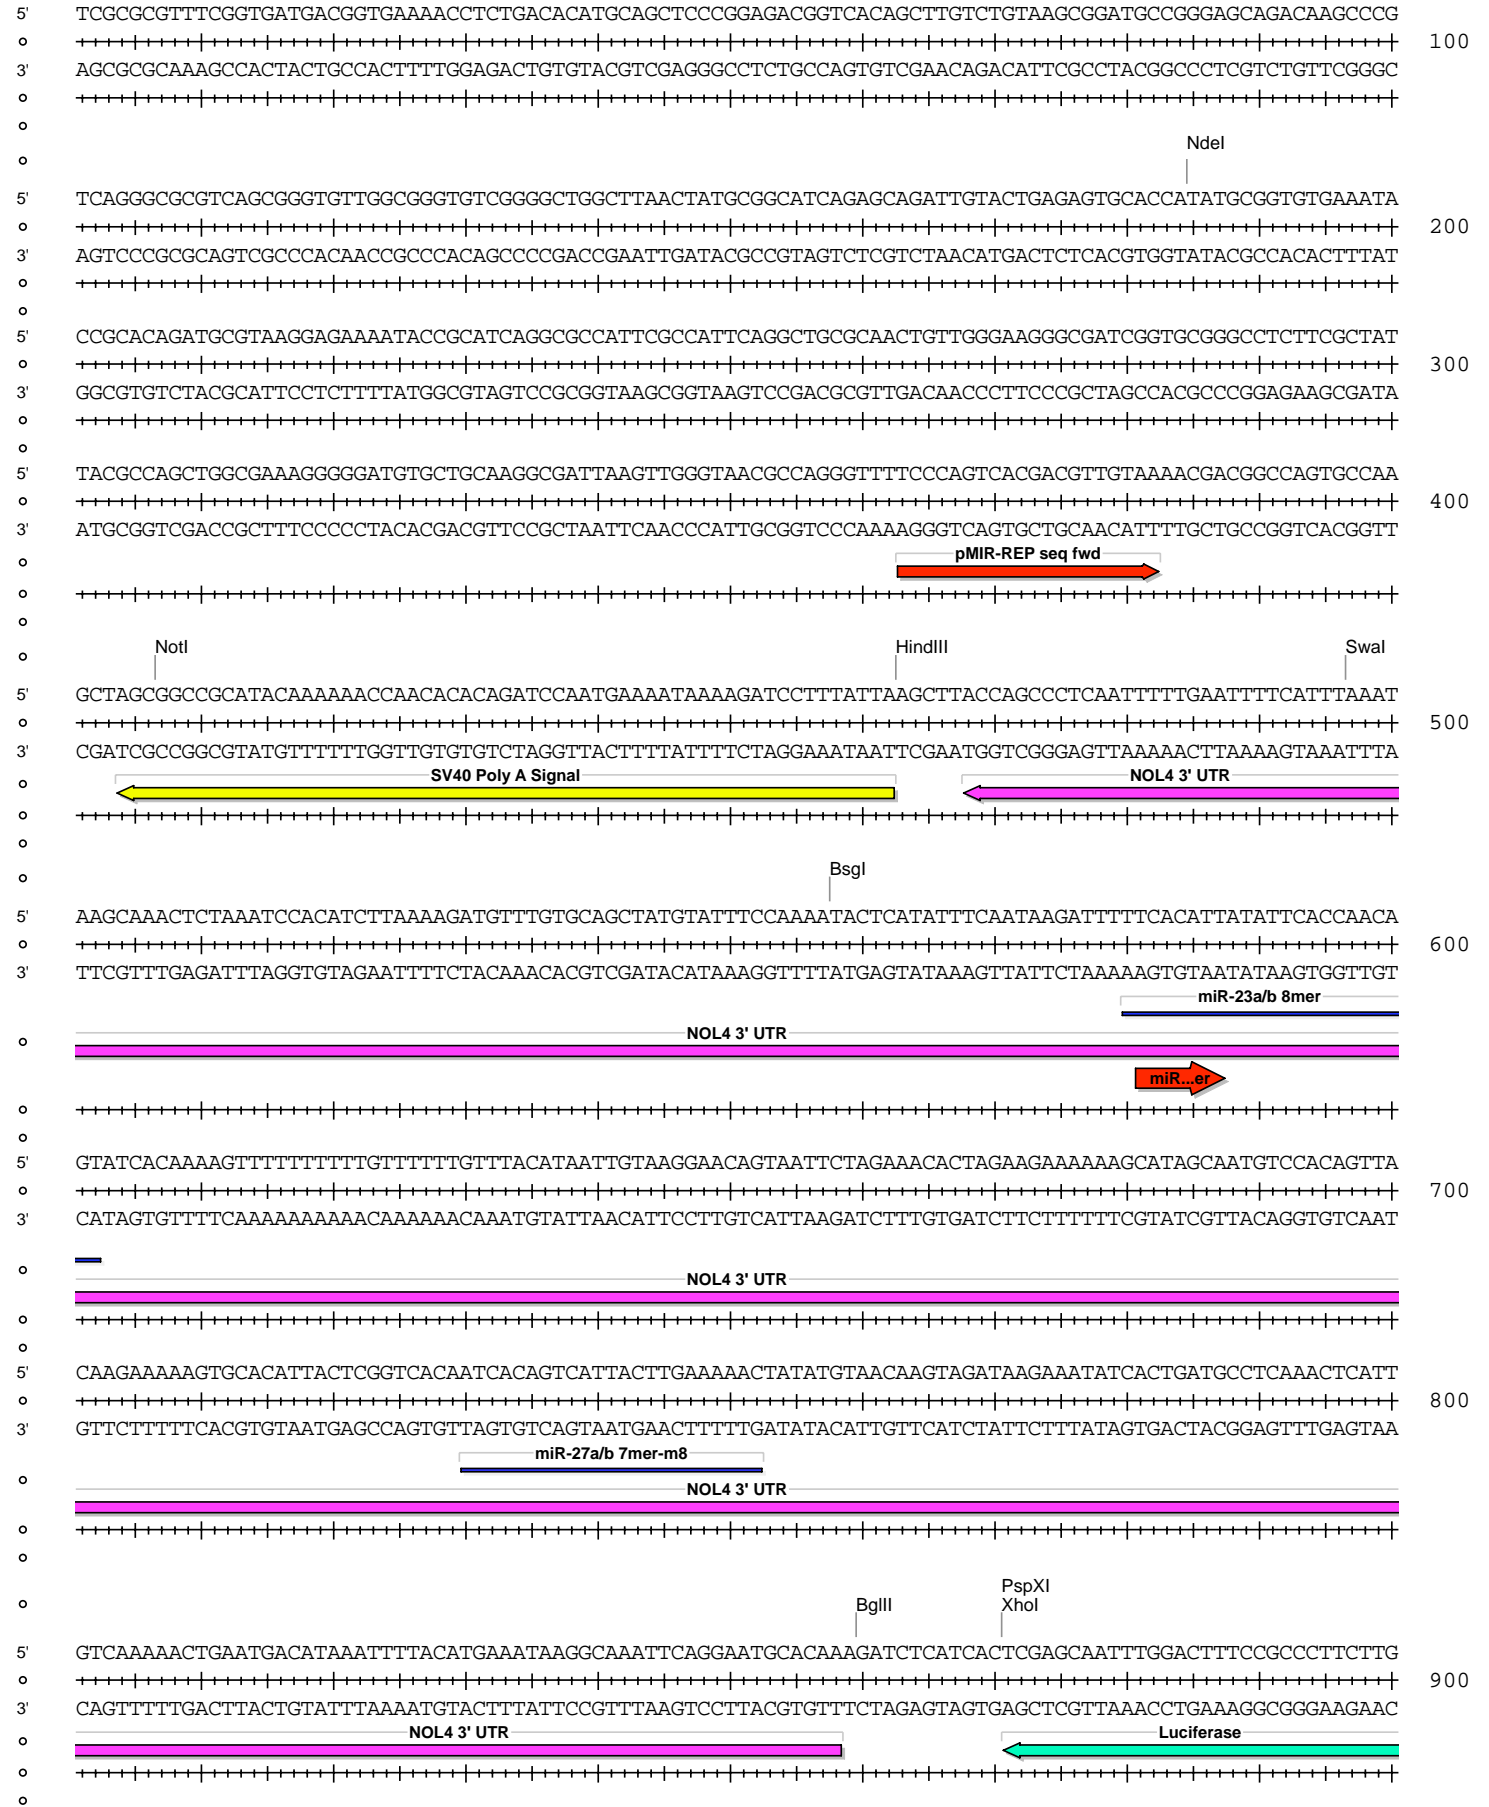 5' TCGCGCGTTTCGGTGATGACGGTGAAAACCTCTGACACATGCAGCTCCCGGAGACGGTCACAGCTTGTCTGTAAGCGGATGCCGGGAGCAGACAAGCCCG
100
3' AGCGCGCAAAGCCACTACTGCCACTTTTGGAGACTGTGTACGTCGAGGGCCTCTGCCAGTGTCGAACAGACATTCGCCTACGGCCCTCGTCTGTTCGGGC
NdeI
5' TCAGGGCGCGTCAGCGGGTGTTGGCGGGTGTCGGGGCTGGCTTAACTATGCGGCATCAGAGCAGATTGTACTGAGAGTGCACCATATGCGGTGTGAAATA
200
3' AGTCCCGCGCAGTCGCCCACAACCGCCCACAGCCCCGACCGAATTGATACGCCGTAGTCTCGTCTAACATGACTCTCACGTGGTATACGCCACACTTTAT
5' CCGCACAGATGCGTAAGGAGAAAATACCGCATCAGGCGCCATTCGCCATTCAGGCTGCGCAACTGTTGGGAAGGGCGATCGGTGCGGGCCTCTTCGCTAT
300
3' GGCGTGTCTACGCATTCCTCTTTTATGGCGTAGTCCGCGGTAAGCGGTAAGTCCGACGCGTTGACAACCCTTCCCGCTAGCCACGCCCGGAGAAGCGATA
5' TACGCCAGCTGGCGAAAGGGGGATGTGCTGCAAGGCGATTAAGTTGGGTAACGCCAGGGTTTTCCCAGTCACGACGTTGTAAAACGACGGCCAGTGCCAA
400
3' ATGCGGTCGACCGCTTTCCCCCTACACGACGTTCCGCTAATTCAACCCATTGCGGTCCCAAAAGGGTCAGTGCTGCAACATTTTGCTGCCGGTCACGGTT
pMIR-REP seq fwd
NotI HindIII SwaI
5' GCTAGCGGCCGCATACAAAAAACCAACACACAGATCCAATGAAAATAAAAGATCCTTTATTAAGCTTACCAGCCCTCAATTTTTGAATTTTCATTTAAAT
500
3' CGATCGCCGGCGTATGTTTTTTGGTTGTGTGTCTAGGTTACTTTTATTTTCTAGGAAATAATTCGAATGGTCGGGAGTTAAAAACTTAAAAGTAAATTTA
SV40 Poly A Signal NOL4 3' UTR
BsgI
5' AAGCAAACTCTAAATCCACATCTTAAAAGATGTTTGTGCAGCTATGTATTTCCAAAATACTCATATTTCAATAAGATTTTTCACATTATATTCACCAACA
600
3' TTCGTTTGAGATTTAGGTGTAGAATTTTCTACAAACACGTCGATACATAAAGGTTTTATGAGTATAAAGTTATTCTAAAAAGTGTAATATAAGTGGTTGT
miR-23a/b 8mer
NOL4 3' UTR
miR...er
5' GTATCACAAAAGTTTTTTTTTTGTTTTTTGTTTACATAATTGTAAGGAACAGTAATTCTAGAAACACTAGAAGAAAAAAGCATAGCAATGTCCACAGTTA
700
3' CATAGTGTTTTCAAAAAAAAAACAAAAAACAAATGTATTAACATTCCTTGTCATTAAGATCTTTGTGATCTTCTTTTTTCGTATCGTTACAGGTGTCAAT
NOL4 3' UTR
5' CAAGAAAAAGTGCACATTACTCGGTCACAATCACAGTCATTACTTGAAAAACTATATGTAACAAGTAGATAAGAAATATCACTGATGCCTCAAACTCATT
800
3' GTTCTTTTTCACGTGTAATGAGCCAGTGTTAGTGTCAGTAATGAACTTTTTGATATACATTGTTCATCTATTCTTTATAGTGACTACGGAGTTTGAGTAA
miR-27a/b 7mer-m8
NOL4 3' UTR
PspXI
BglII XhoI
5' GTCAAAAACTGAATGACATAAATTTTACATGAAATAAGGCAAATTCAGGAATGCACAAAGATCTCATCACTCGAGCAATTTGGACTTTCCGCCCTTCTTG
900
3' CAGTTTTTGACTTACTGTATTTAAAATGTACTTTATTCCGTTTAAGTCCTTACGTGTTTCTAGAGTAGTGAGCTCGTTAAACCTGAAAGGCGGGAAGAAC
NOL4 3' UTR Luciferase